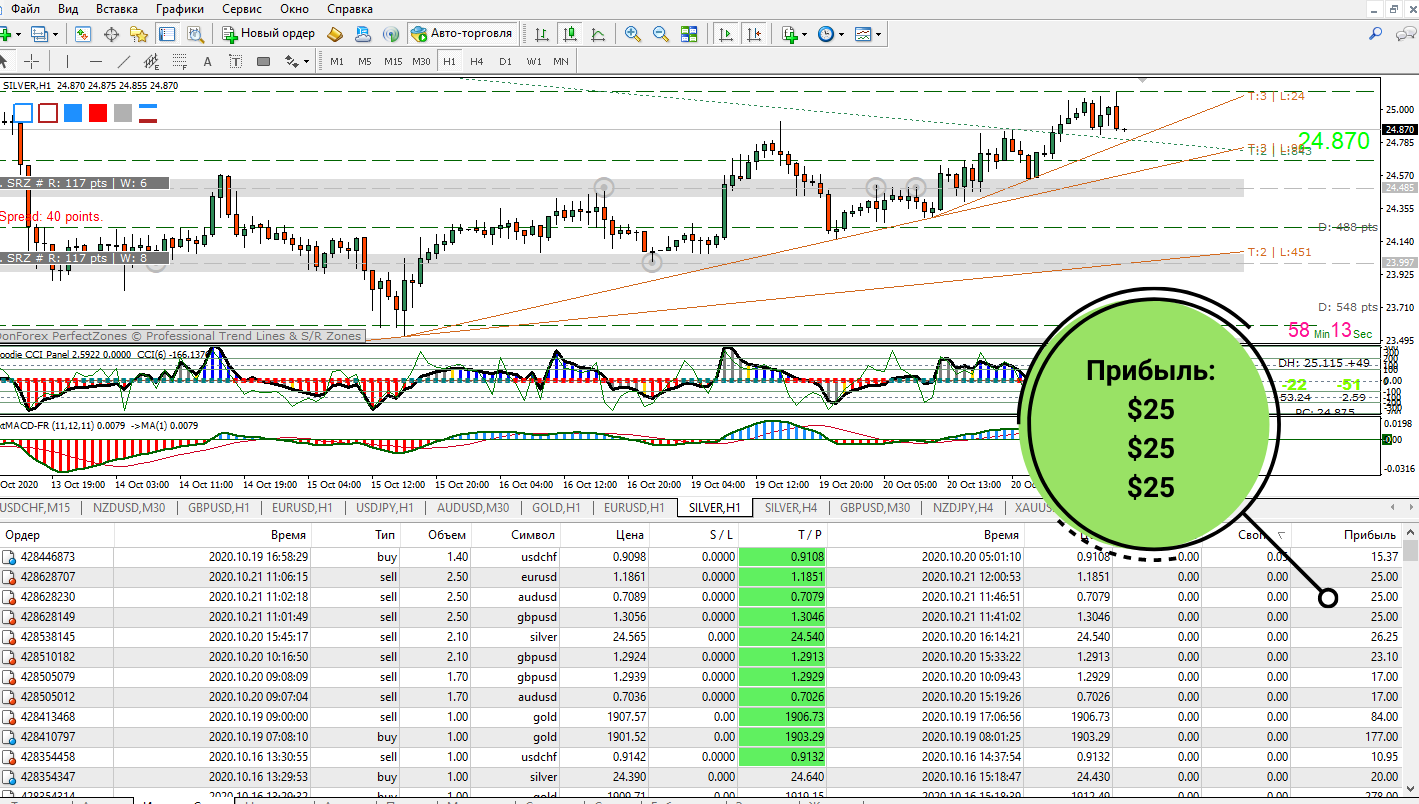 Файл Вид Вставка Графики Сервис Окно Справка
Новый ордер Авто-торговля
A T M1 M5 M15 M30 H1 H4 D1 W1 MN
SILVER,H1 24.870 24.875 24.855 24.870
T:3 | L:24
25.000
24.870
24.870
24.785
T:2 | L:843
SRZ # R: 117 pts | W: 6
24.570
24.485
Spread: 40 points.
24.355
D: 488 pts
24.140
T:2 | L:451
SRZ # R: 117 pts | W: 8
23.997
23.925
D: 548 pts
23.710
58 Min 13 Sec
DonForex PerfectZones © Professional Trend Lines & S/R Zones
23.495
oodie CCI Panel 2.5922 0.0000 CCI(6) -166.1376
DH: 25.115 +49
-22 -51
53.24 2.59
PC: 24.875
xtMACD-FR (11,12,11) 0.0079 ->MA(1) 0.0079
0.0198
-0.0316
Прибыль:
$25
$25
$25
Oct 2020 13 Oct 19:00 14 Oct 03:00 14 Oct 11:00 14 Oct 19:00 15 Oct 04:00 15 Oct 12:00 15 Oct 20:00 16 Oct 04:00 16 Oct 12:00 16 Oct 20:00 19 Oct 04:00 19 Oct 12:00 19 Oct 20:00 20 Oct 05:00 20 Oct 13:00
USDCHF,M15 NZDUSD,M30 GBPUSD,H1 EURUSD,H1 USDJPY,H1 AUDUSD,M30 GOLD,H1 EURUSD,H1 SILVER,H1 SILVER,H4 GBPUSD,M30 NZDJPY,H4 XAUUS
Ордер Время Тип Объем Символ Цена S / L T / P Время Прибыль
428446873 2020.10.19 16:58:29 buy 1.40 usdchf 0.9098 0.0000 0.9108 2020.10.20 05:01:10 0.9108 0.00 0.05 15.37
428628707 2020.10.21 11:06:15 sell 2.50 eurusd 1.1861 0.0000 1.1851 2020.10.21 12:00:53 1.1851 0.00 0.00 25.00
428628230 2020.10.21 11:02:18 sell 2.50 audusd 0.7089 0.0000 0.7079 2020.10.21 11:46:51 0.7079 0.00 0.00 25.00
428628149 2020.10.21 11:01:49 sell 2.50 gbpusd 1.3056 0.0000 1.3046 2020.10.21 11:41:02 1.3046 0.00 0.00 25.00
428538145 2020.10.20 15:45:17 sell 2.10 silver 24.565 0.000 24.540 2020.10.20 16:14:21 24.540 0.00 0.00 26.25
428510182 2020.10.20 10:16:50 sell 2.10 gbpusd 1.2924 0.0000 1.2913 2020.10.20 15:33:22 1.2913 0.00 0.00 23.10
428505079 2020.10.20 09:08:09 sell 1.70 gbpusd 1.2939 0.0000 1.2929 2020.10.20 10:09:43 1.2929 0.00 0.00 17.00
428505012 2020.10.20 09:07:04 sell 1.70 audusd 0.7036 0.0000 0.7026 2020.10.20 15:19:26 0.7026 0.00 0.00 17.00
428413468 2020.10.19 09:00:00 sell 1.00 gold 1907.57 0.00 1906.73 2020.10.19 17:06:56 1906.73 0.00 0.00 84.00
428410797 2020.10.19 07:08:10 buy 1.00 gold 1901.52 0.00 1903.29 2020.10.19 08:01:25 1903.29 0.00 0.00 177.00
428354458 2020.10.16 13:30:55 sell 1.00 usdchf 0.9142 0.0000 0.9132 2020.10.16 14:37:54 0.9132 0.00 0.00 10.95
428354347 2020.10.16 13:29:53 buy 1.00 silver 24.390 0.000 24.640 2020.10.16 15:18:47 24.430 0.00 0.00 20.00